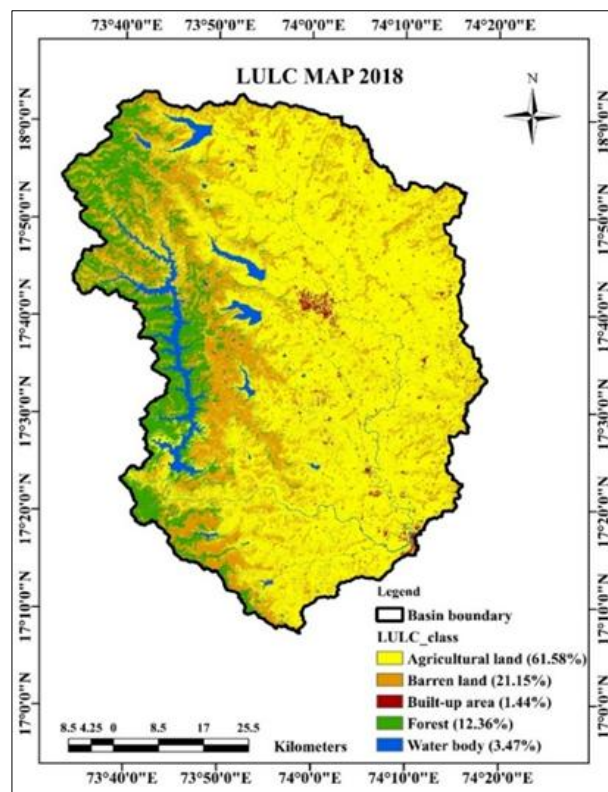 73°40'0"E 73°50'0"E 74°0'0"E 74°10'0"E 74°20'0"E
LULC MAP 2018
N
18°0'0"N 18°0'0"N
17°50'0"N 17°50'0"N
17°40'0"N 17°40'0"N
17°30'0"N 17°30'0"N
17°20'0"N 17°20'0"N
17°10'0"N 17°10'0"N
17°0'0"N 17°0'0"N
Legend
Basin boundary
LULC_class
Agricultural land (61.58%)
Barren land (21.15%)
Built-up area (1.44%)
Forest (12.36%)
Water body (3.47%)
8.5 4.25 0 8.5 17 25.5
Kilometers
73°40'0"E 73°50'0"E 74°0'0"E 74°10'0"E 74°20'0"E